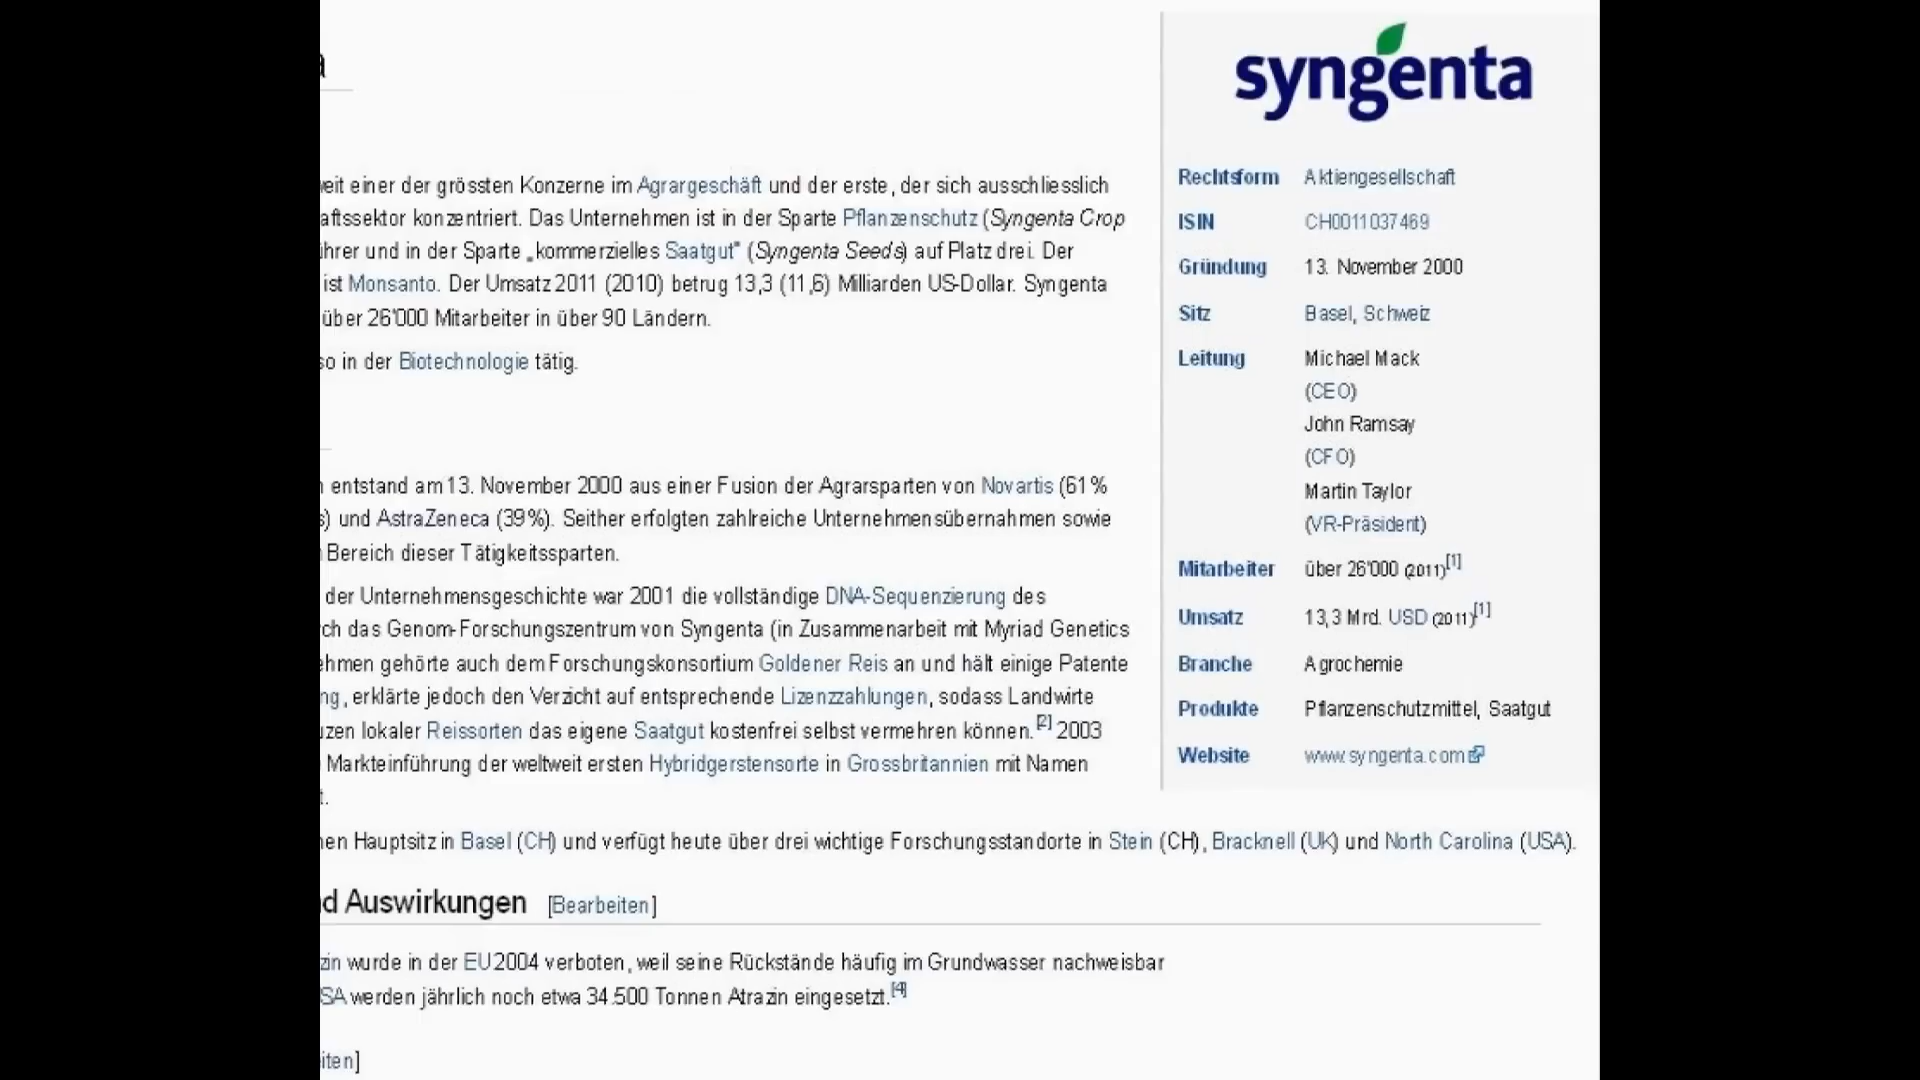 syngenta
weit einer der grössten Konzerne im Agrargeschäft und der erste, der sich ausschliesslich
aftssektor konzentriert. Das Unternehmen ist in der Sparte Pflanzenschutz (Syngenta Crop
ührer und in der Sparte „kommerzielles Saatgut" (Syngenta Seeds) auf Platz drei. Der
ist Monsanto. Der Umsatz 2011 (2010) betrug 13,3 (11,6) Milliarden US-Dollar. Syngenta
über 26'000 Mitarbeiter in über 90 Ländern.
so in der Biotechnologie tätig.
entstand am 13. November 2000 aus einer Fusion der Agrarsparten von Novartis (61 %
s) und AstraZeneca (39 %). Seither erfolgten zahlreiche Unternehmensübernahmen sowie
Bereich dieser Tätigkeitssparten.
der Unternehmensgeschichte war 2001 die vollständige DNA-Sequenzierung des
rch das Genom-Forschungszentrum von Syngenta (in Zusammenarbeit mit Myriad Genetics
ehmen gehörte auch dem Forschungskonsortium Goldener Reis an und hält einige Patente
ng, erklärte jedoch den Verzicht auf entsprechende Lizenzzahlungen, sodass Landwirte
uzen lokaler Reissorten das eigene Saatgut kostenfrei selbst vermehren können.[2] 2003
Markteinführung der weltweit ersten Hybridgerstensorte in Grossbritannien mit Namen
t.
Rechtsform Aktiengesellschaft
ISIN CH0011037469
Gründung 13. November 2000
Sitz Basel, Schweiz
Leitung Michael Mack
(CEO)
John Ramsay
(CFO)
Martin Taylor
(VR-Präsident)
Mitarbeiter über 26'000 (2011)[1]
Umsatz 13,3 Mrd. USD (2011)[1]
Branche Agrochemie
Produkte Pflanzenschutzmittel, Saatgut
Website www.syngenta.com
nen Hauptsitz in Basel (CH) und verfügt heute über drei wichtige Forschungsstandorte in Stein (CH), Bracknell (UK) und North Carolina (USA).
d Auswirkungen [Bearbeiten]
zin wurde in der EU 2004 verboten, weil seine Rückstände häufig im Grundwasser nachweisbar
SA werden jährlich noch etwa 34.500 Tonnen Atrazin eingesetzt.[4]
iten]